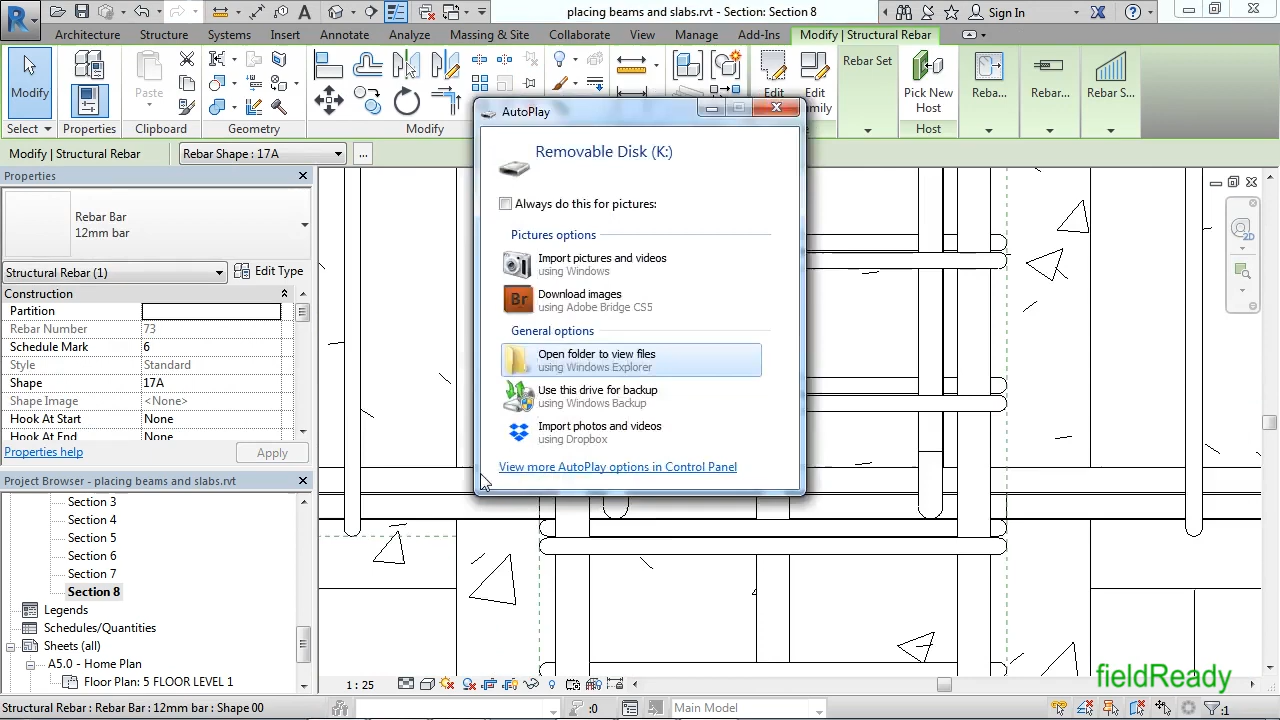 placing beams and slabs.rvt - Section: Section 8
Sign In
Architecture Structure Systems Insert Annotate Analyze Massing & Site Collaborate View Manage Add-Ins Modify | Structural Rebar
Modify
Paste
Edit
Edit
Family
Rebar Set
Pick New
Host
Reba...
Rebar...
Rebar S...
Select Properties Clipboard Geometry Modify Host
Modify | Structural Rebar
Rebar Shape : 17A
...
Properties
Rebar Bar
12mm bar
Structural Rebar (1)
Edit Type
Construction
Partition
Rebar Number 73
Schedule Mark 6
Style Standard
Shape 17A
Shape Image <None>
Hook At Start None
Hook At End None
Properties help
Apply
Project Browser - placing beams and slabs.rvt
Section 3
Section 4
Section 5
Section 6
Section 7
Section 8
Legends
Schedules/Quantities
Sheets (all)
A5.0 - Home Plan
Floor Plan: 5 FLOOR LEVEL 1
AutoPlay
Removable Disk (K:)
Always do this for pictures:
Pictures options
Import pictures and videos
using Windows
Download images
using Adobe Bridge CS5
Br
General options
Open folder to view files
using Windows Explorer
Use this drive for backup
using Windows Backup
Import photos and videos
using Dropbox
View more AutoPlay options in Control Panel
2D
1 : 25
fieldReady
Structural Rebar : Rebar Bar : 12mm bar : Shape 00
:0
Main Model
:1